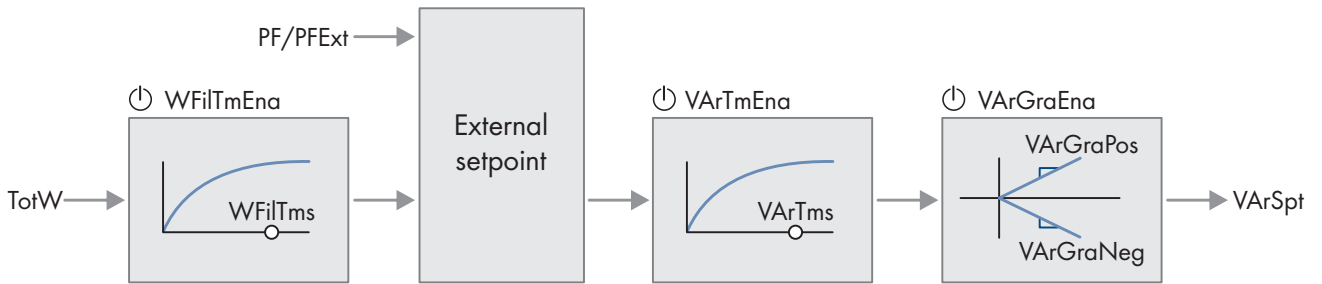 PF/PFExt
WFilTmEna
VArTmEna
VArGraEna
External
setpoint
VArGraPos
TotW
WFilTms
VArTms
VArSpt
VArGraNeg